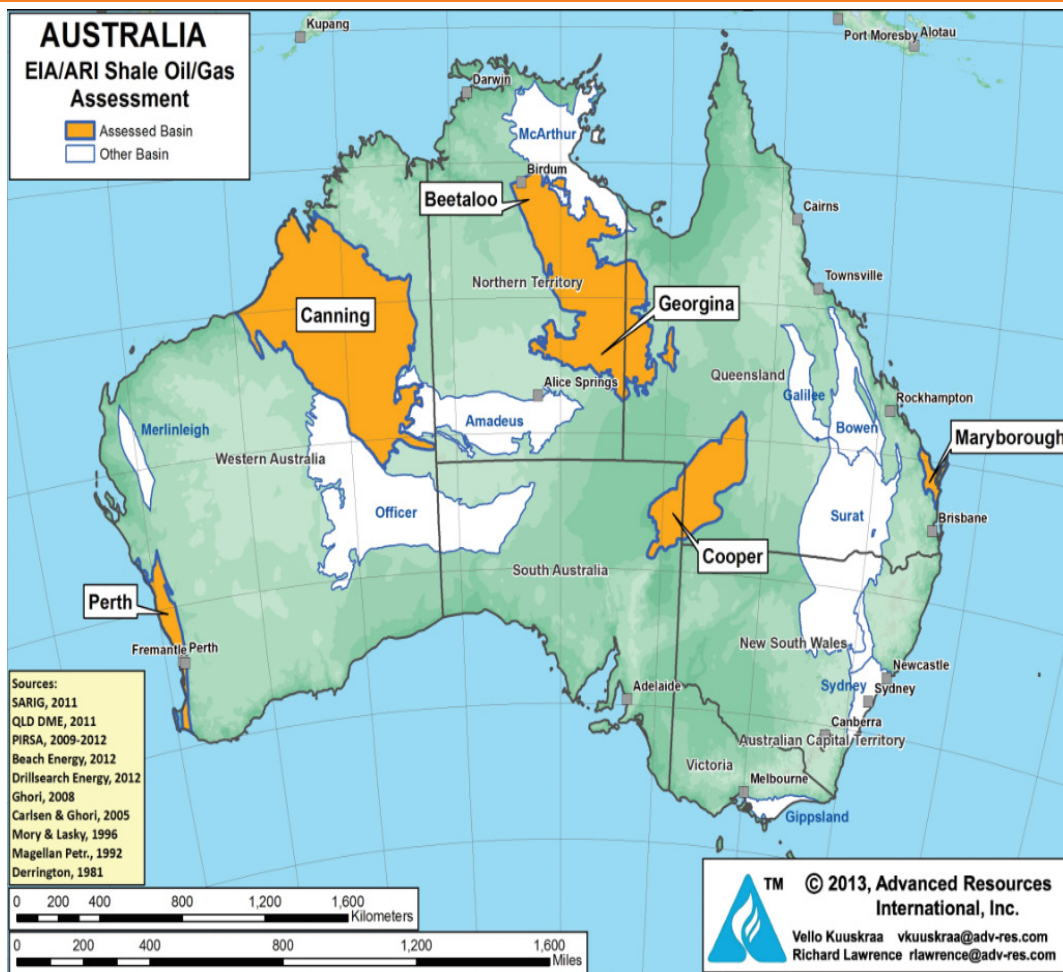 AUSTRALIA
EIA/ARI Shale Oil/Gas
Assessment
Assessed Basin
Other Basin
Kupang
Port Moresby
Alotau
Darwin
McArthur
Birdum
Beetaloo
Cairns
Northern Territory
Townsville
Georgina
Canning
Queensland
Alice Springs
Galilee
Rockhampton
Merlinleigh
Amadeus
Bowen
Maryborough
Western Australia
Officer
Surat
Brisbane
Cooper
South Australia
Perth
Fremantle
Perth
New South Wales
Newcastle
Sydney
Sydney
Adelaide
Canberra
Australian Capital Territory
Victoria
Melbourne
Gippsland
Sources:
SARIG, 2011
QLD DME, 2011
PIRSA, 2009-2012
Beach Energy, 2012
Drillsearch Energy, 2012
Ghori, 2008
Carlsen & Ghori, 2005
Mory & Lasky, 1996
Magellan Petr., 1992
Derrington, 1981
0 200 400 800 1,200 1,600
Kilometers
0 200 400 800 1,200 1,600
Miles
TM
© 2013, Advanced Resources
International, Inc.
Vello Kuuskraa vkuuskraa@adv-res.com
Richard Lawrence rlawrence@adv-res.com